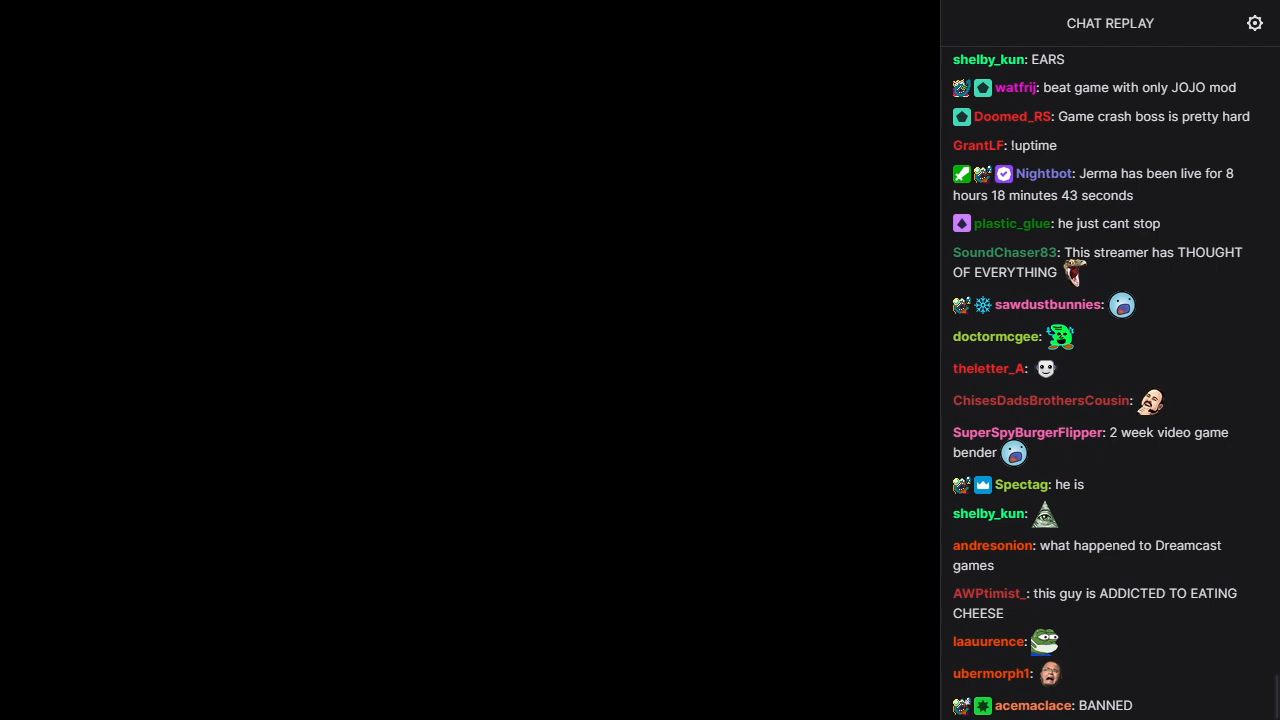 CHAT REPLAY
shelby_kun: EARS
watfrij: beat game with only JOJO mod
Doomed_RS: Game crash boss is pretty hard
GrantLF: !uptime
Nightbot: Jerma has been live for 8
hours 18 minutes 43 seconds
plastic_glue: he just cant stop
SoundChaser83: This streamer has THOUGHT
OF EVERYTHING
sawdustbunnies:
doctormcgee:
theletter_A:
ChisesDadsBrothersCousin:
SuperSpyBurgerFlipper: 2 week video game
bender
Spectag: he is
shelby_kun:
andresonion: what happened to Dreamcast
games
AWPtimist_: this guy is ADDICTED TO EATING
CHEESE
laauurence:
ubermorph1:
acemaclace: BANNED